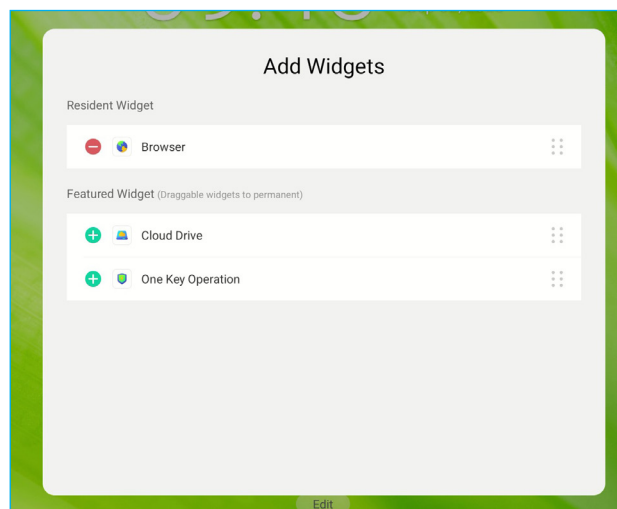 Add Widgets
Resident Widget
Browser
Featured Widget (Draggable widgets to permanent)
Cloud Drive
One Key Operation
Edit